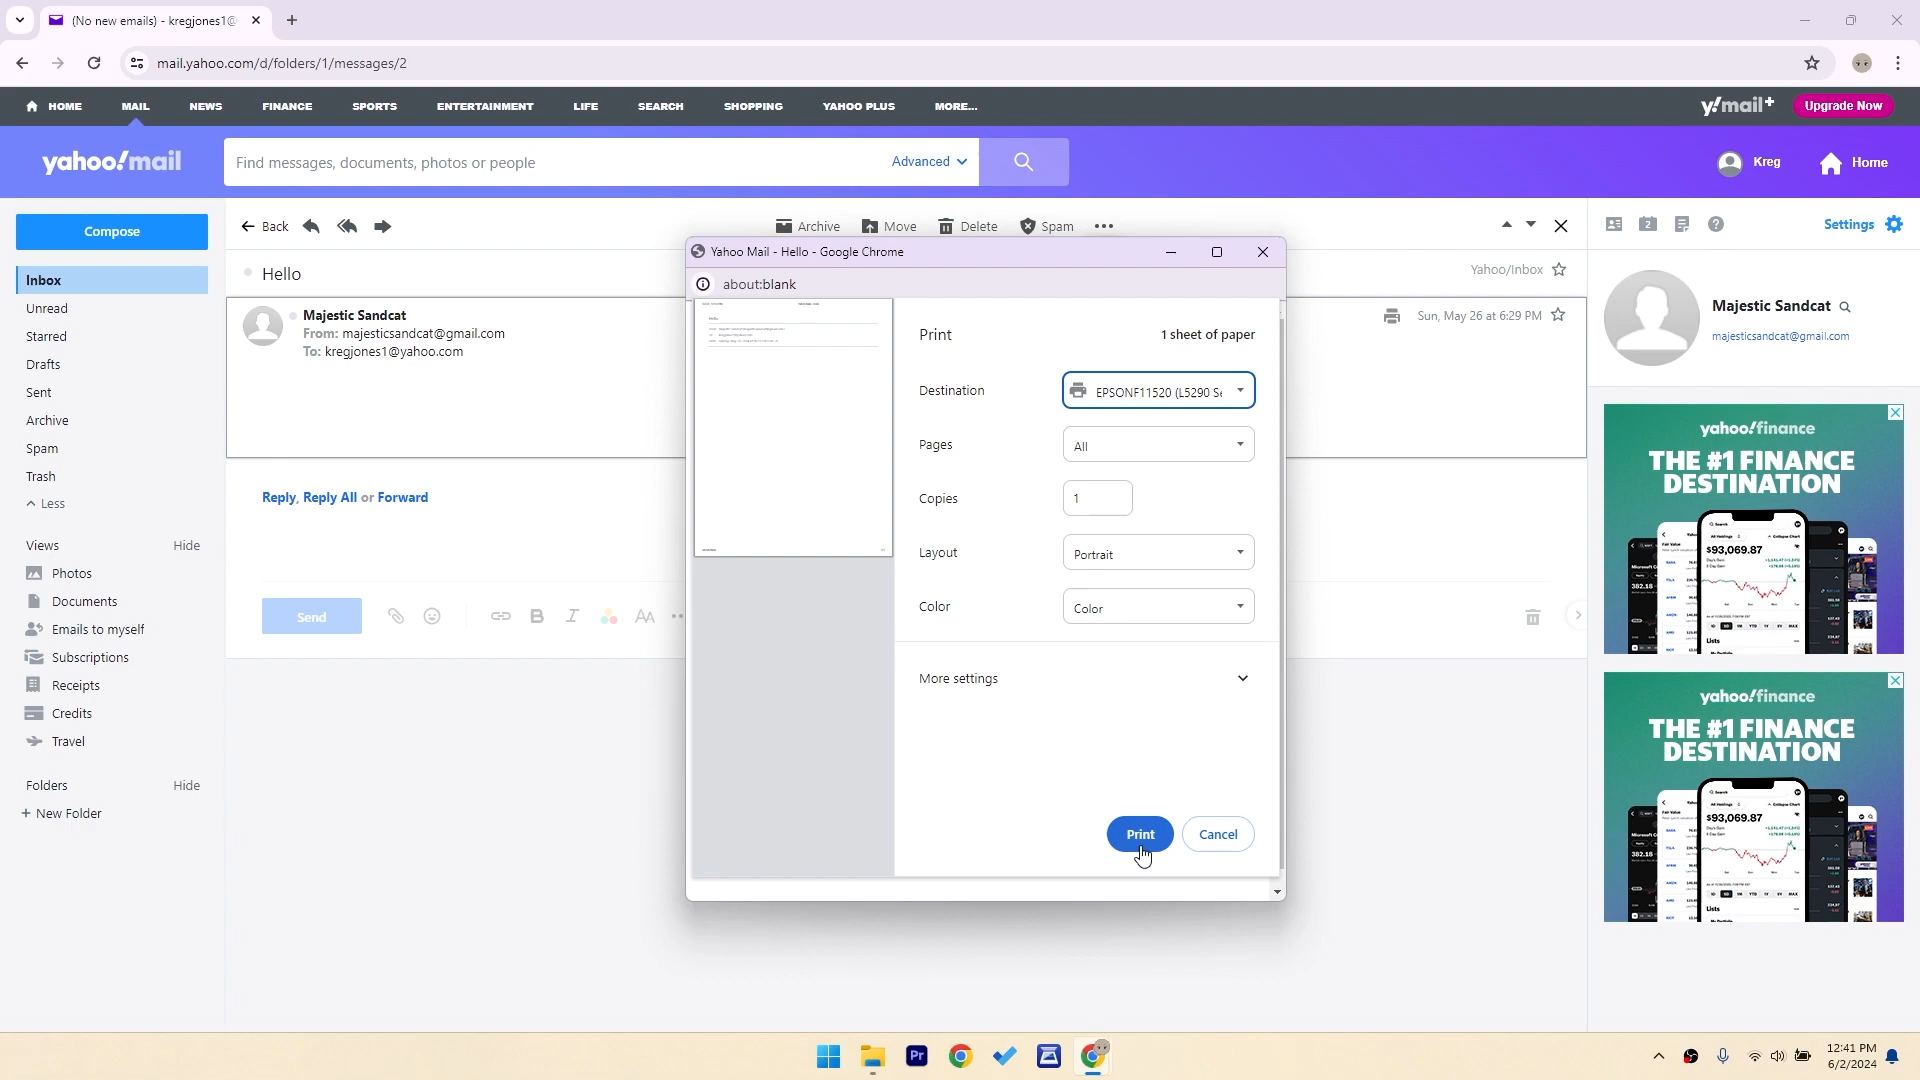 (No new emails) - kregjones1@
mail.yahoo.com/d/folders/1/messages/2
HOME MAIL NEWS FINANCE SPORTS ENTERTAINMENT LIFE SEARCH SHOPPING YAHOO PLUS MORE...
y!mail+ Upgrade Now
yahoo!mail
Find messages, documents, photos or people Advanced
Kreg Home
Compose
Inbox
Unread
Starred
Drafts
Sent
Archive
Spam
Trash
Less
Views Hide
Photos
Documents
Emails to myself
Subscriptions
Receipts
Credits
Travel
Folders Hide
+ New Folder
Back Archive Move Delete Spam
Hello
Yahoo/Inbox
Majestic Sandcat
From: majesticsandcat@gmail.com
To: kregjones1@yahoo.com
Sun, May 26 at 6:29 PM
Reply, Reply All or Forward
Send
Yahoo Mail - Hello - Google Chrome
about:blank
Print 1 sheet of paper
Destination EPSONF11520 (L5290 Se
Pages All
Copies 1
Layout Portrait
Color Color
More settings
Print Cancel
2 Settings
Majestic Sandcat
majesticsandcat@gmail.com
yahoo!finance
THE #1 FINANCE
DESTINATION
$93,069.87
yahoo!finance
THE #1 FINANCE
DESTINATION
$93,069.87
Pr
12:41 PM
6/2/2024